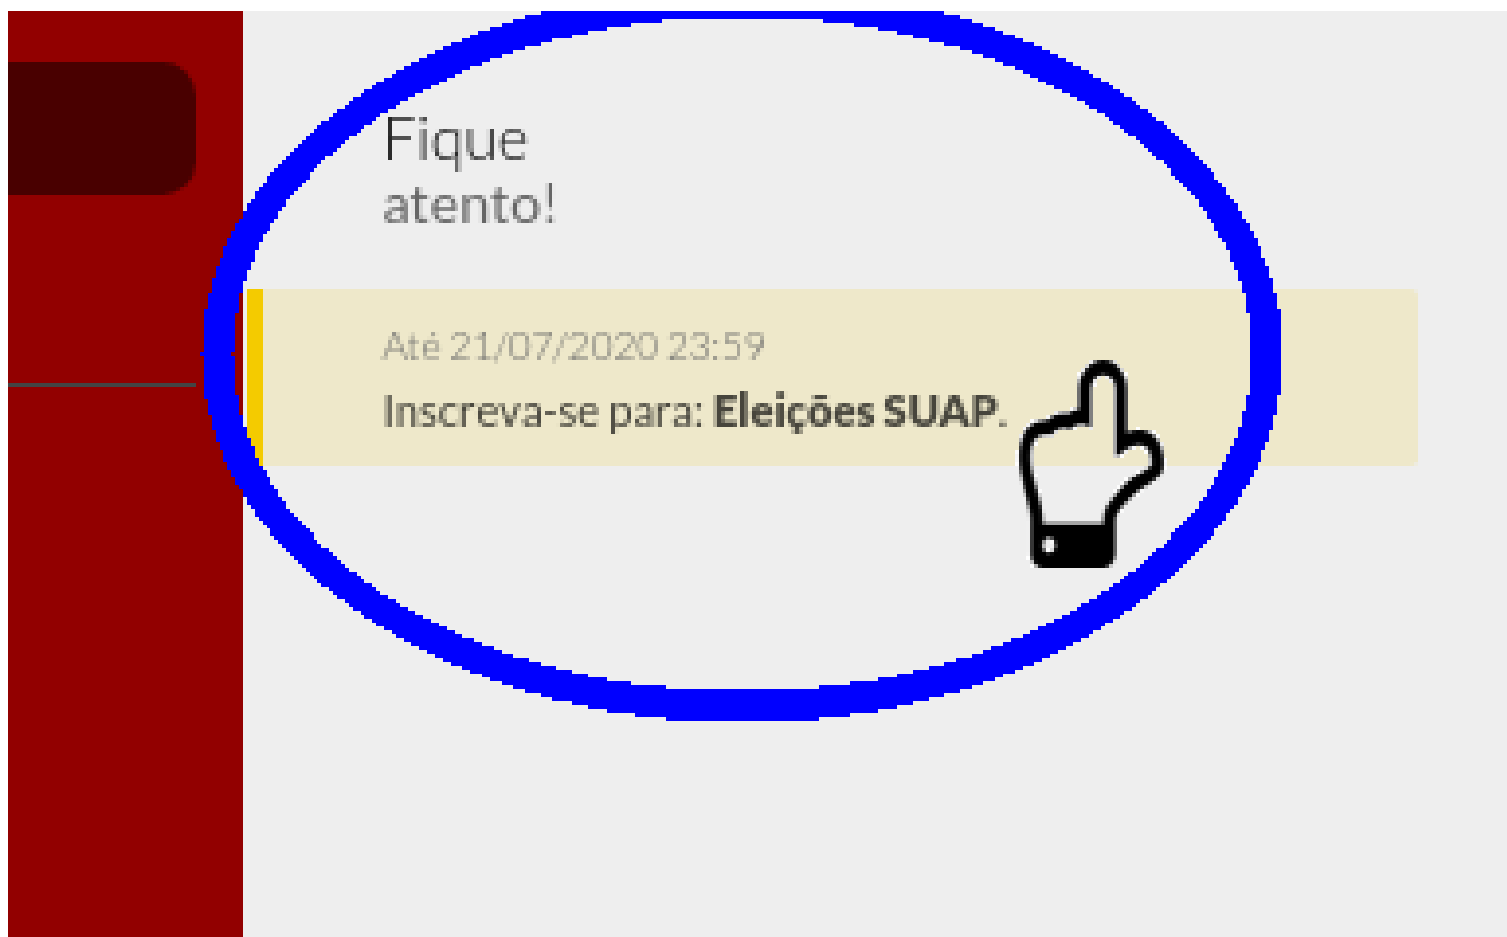 Fique
atento!
Até 21/07/2020 23:59
Inscreva-se para: Eleições SUAP.